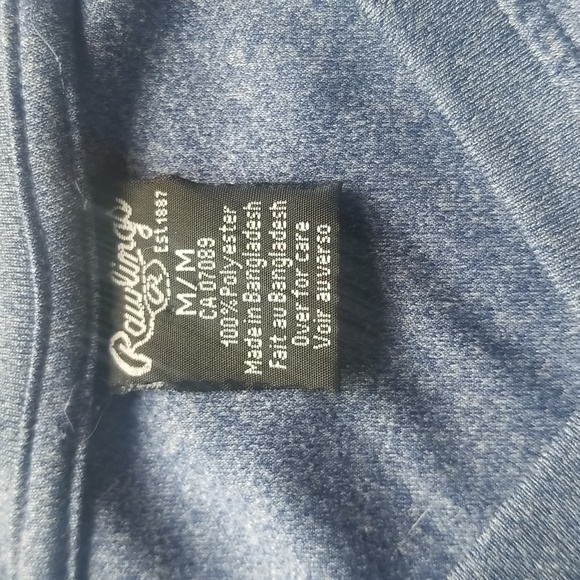 Rawlings
Est. 1887
R
M/M
CA 07089
100% Polyester
Made in Bangladesh
Fait au Bangladesh
Over for care
Voir au verso